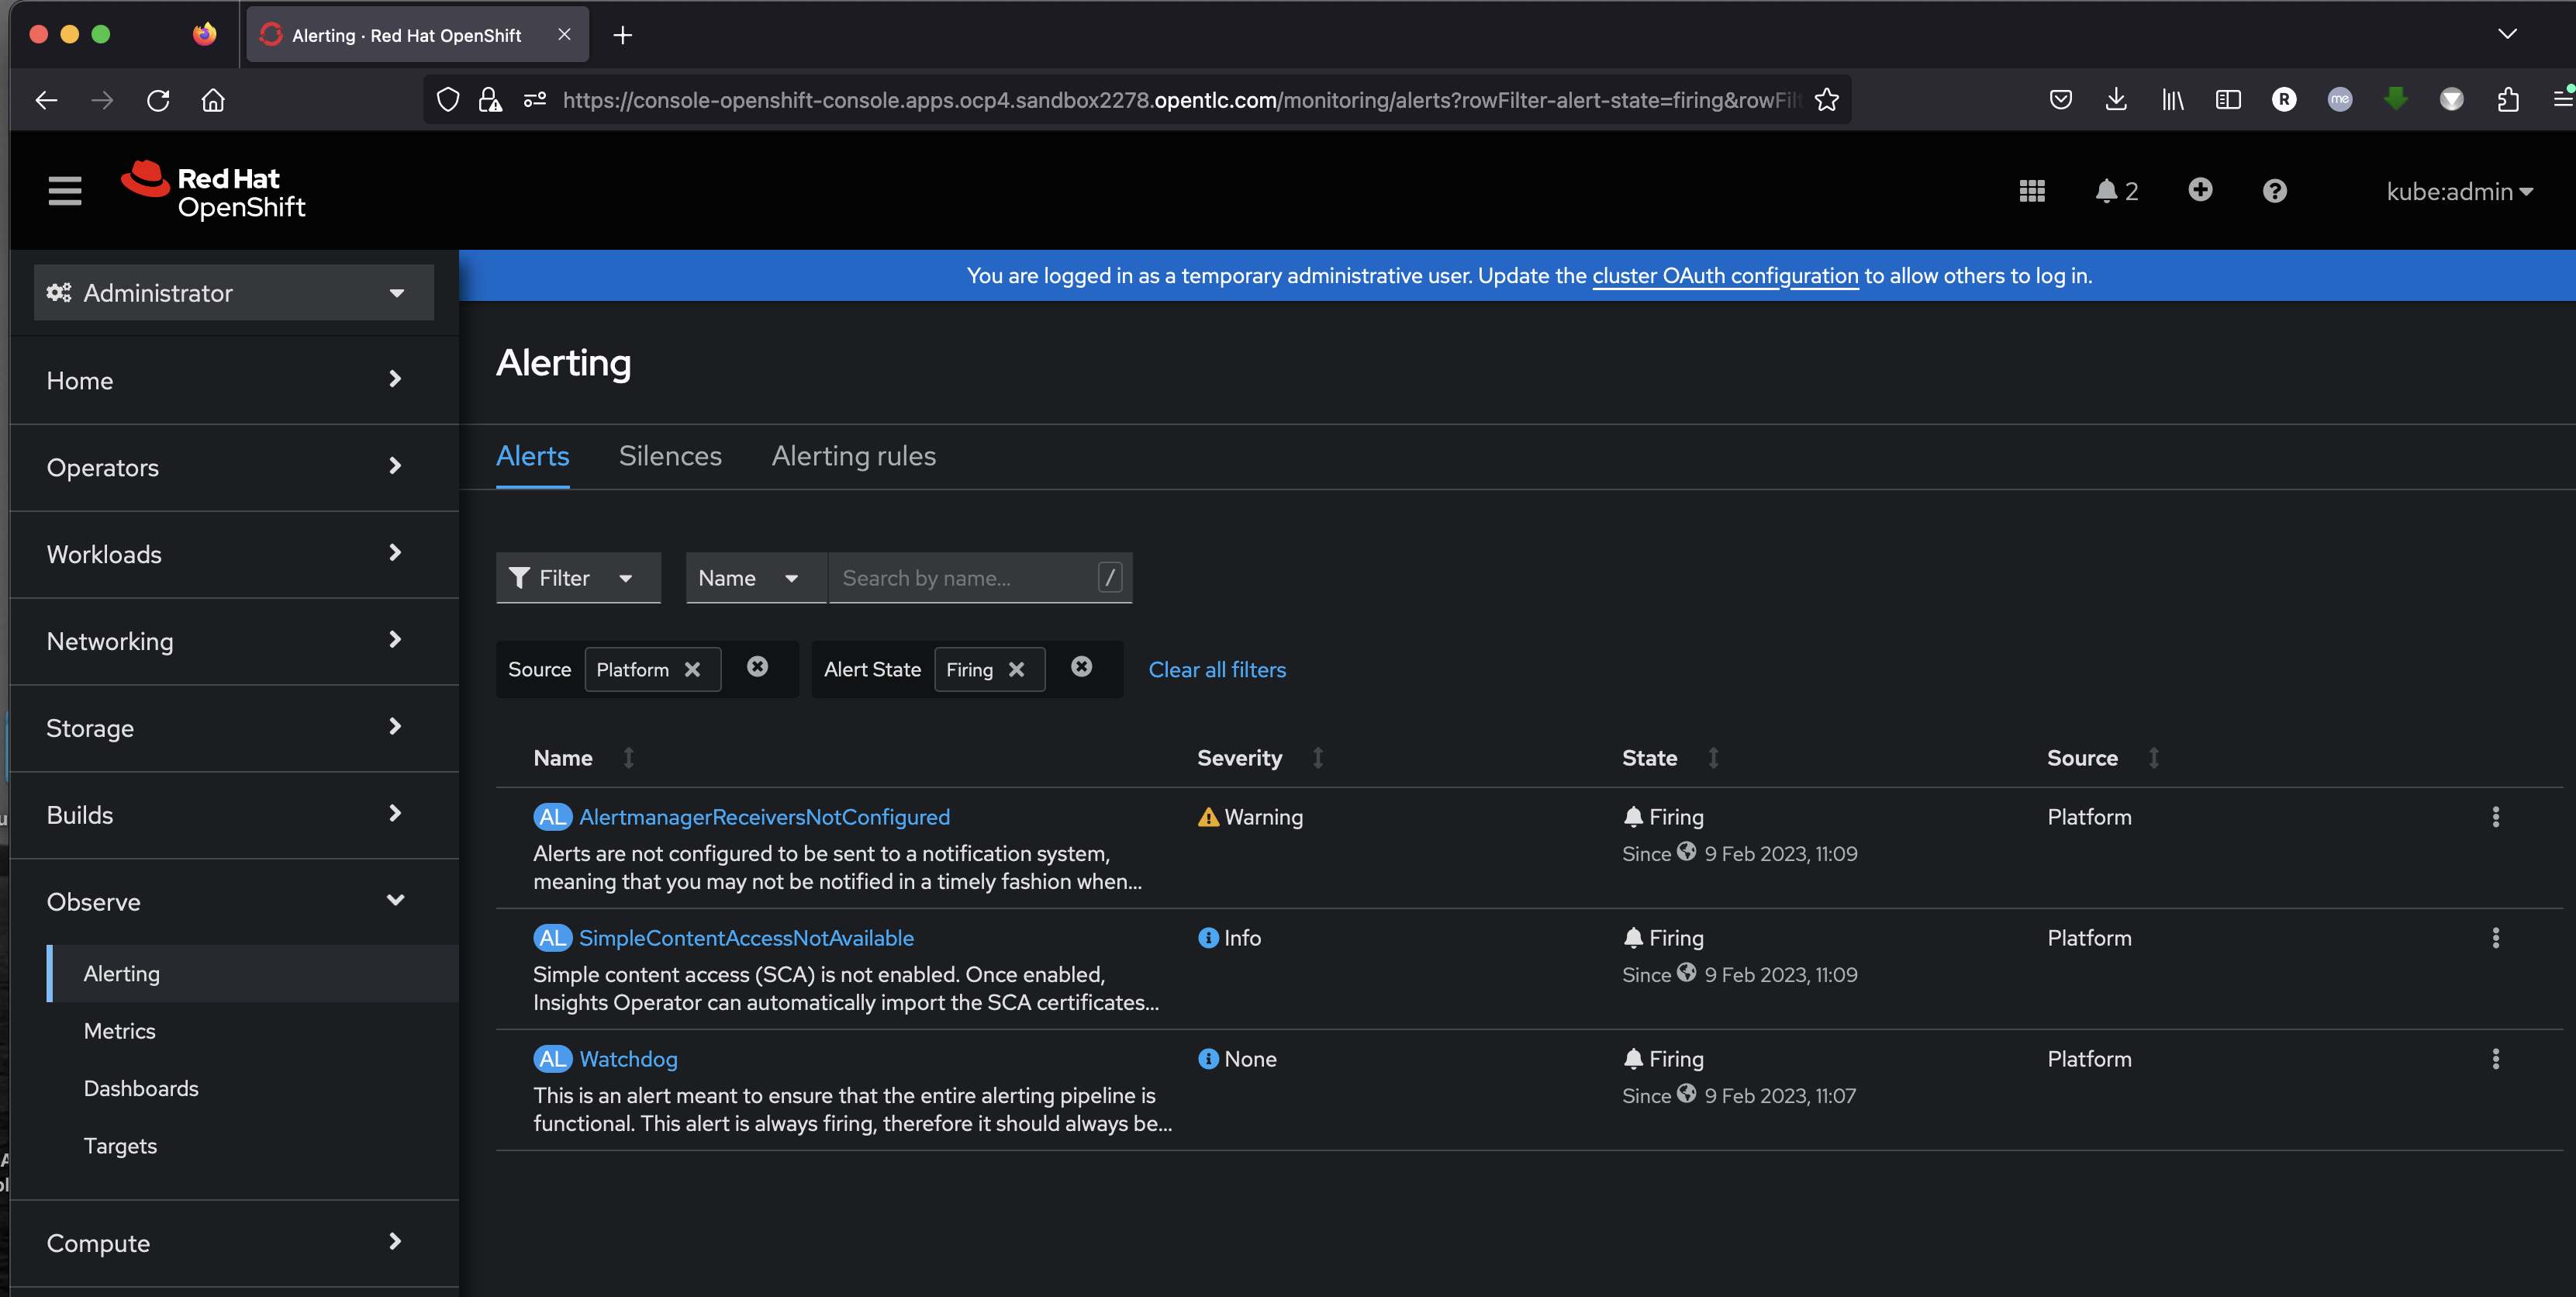 Alerting · Red Hat OpenShift
https://console-openshift-console.apps.ocp4.sandbox2278.opentlc.com/monitoring/alerts?rowFilter-alert-state=firing&rowFilt
R
me
Red Hat
OpenShift
2
kube:admin
Administrator
You are logged in as a temporary administrative user. Update the cluster OAuth configuration to allow others to log in.
Home
Operators
Workloads
Networking
Storage
Builds
Observe
Alerting
Metrics
Dashboards
Targets
Compute
Alerting
Alerts Silences Alerting rules
Filter Name Search by name... /
Source Platform Alert State Firing Clear all filters
Name Severity State Source
AL AlertmanagerReceiversNotConfigured Warning Firing Platform
Alerts are not configured to be sent to a notification system, Since 9 Feb 2023, 11:09
meaning that you may not be notified in a timely fashion when...
AL SimpleContentAccessNotAvailable Info Firing Platform
Simple content access (SCA) is not enabled. Once enabled, Since 9 Feb 2023, 11:09
Insights Operator can automatically import the SCA certificates...
AL Watchdog None Firing Platform
This is an alert meant to ensure that the entire alerting pipeline is Since 9 Feb 2023, 11:07
functional. This alert is always firing, therefore it should always be...